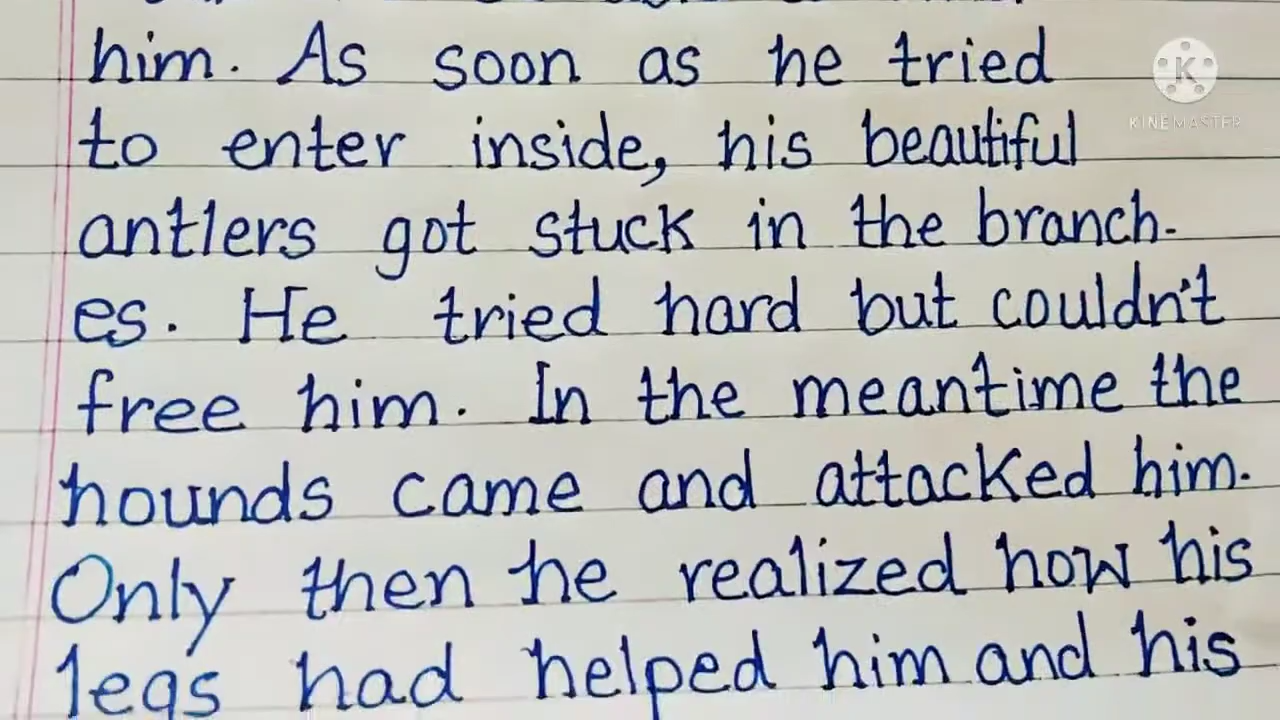 him. As soon as he tried
to enter inside, his beautiful
antlers got stuck in the branch-
es. He tried hard but couldn't
free him. In the meantime the
hounds came and attacked him.
Only then he realized how his
legs had helped him and his
KINEMASTER